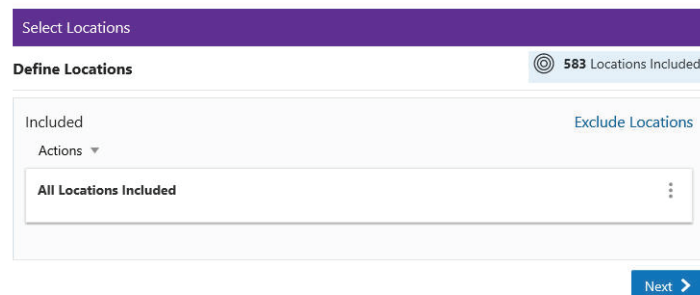 Select Locations
Define Locations
583 Locations Included
Included
Exclude Locations
Actions
All Locations Included
Next